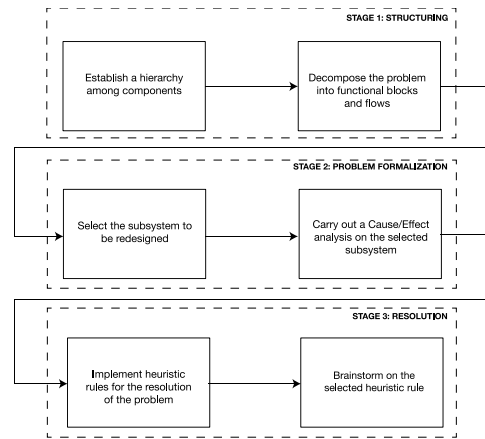 STAGE 1: STRUCTURING
Establish a hierarchy
among components
Decompose the problem
into functional blocks
and flows
STAGE 2: PROBLEM FORMALIZATION
Select the subsystem to
be redesigned
Carry out a Cause/Effect
analysis on the selected
subsystem
STAGE 3: RESOLUTION
Implement heuristic
rules for the resolution
of the problem
Brainstorm on the
selected heuristic rule